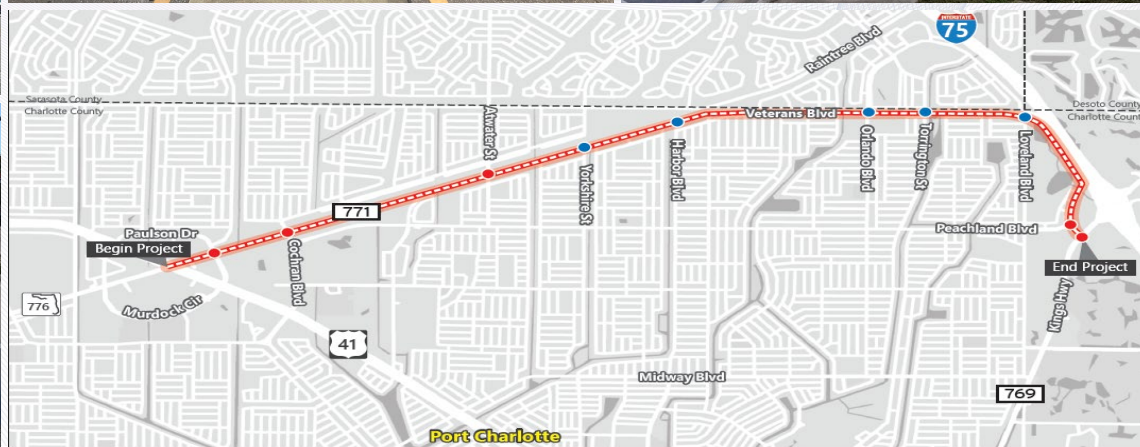 INTERSTATE
75
Raintree Blvd
Sarasota County
Charlotte County
Desoto County
Charlotte County
Veterans Blvd
Atwater St
Yorkshire St
Harbor Blvd
Orlando Blvd
Torrington St
Loveland Blvd
771
Paulson Dr
Begin Project
Cochran Blvd
Peachland Blvd
End Project
776
Murdock Cir
Kings Hwy
41
Midway Blvd
769
Port Charlotte